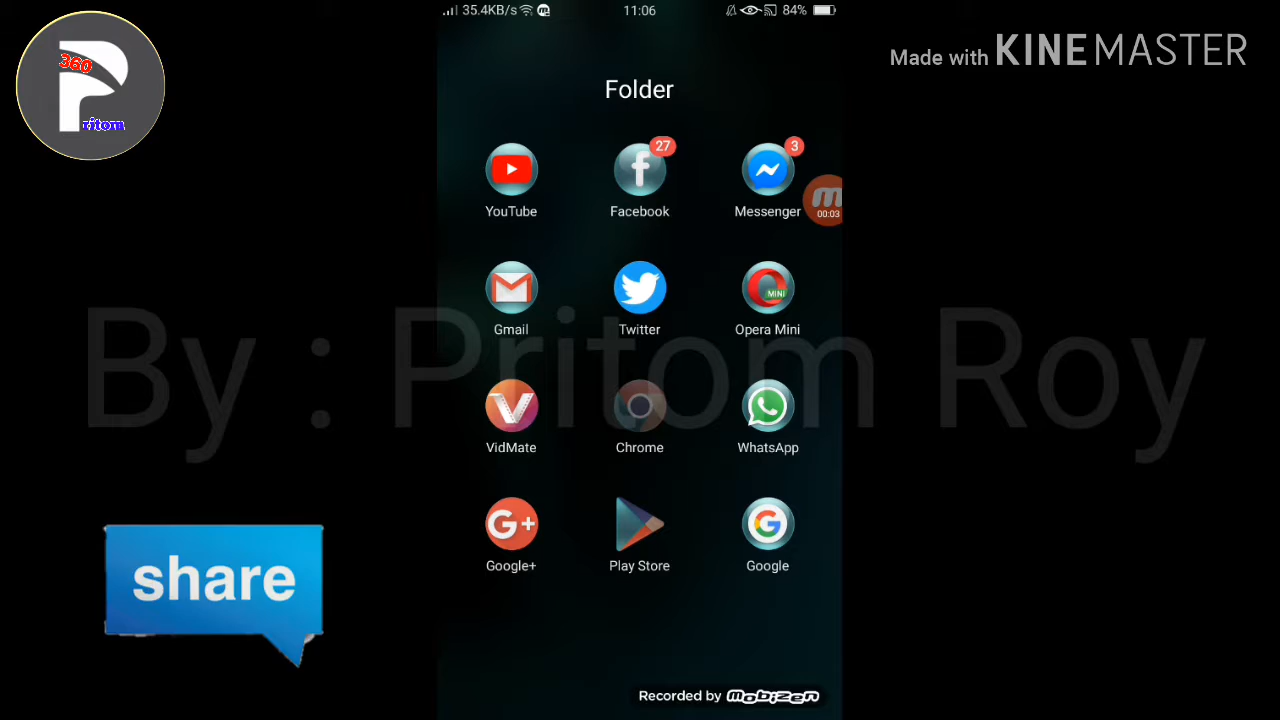 35.4KB/s 11:06 84%
360
ritom
Made with KINEMASTER
Folder
27 3
YouTube Facebook Messenger
00:03
MINI
Gmail Twitter Opera Mini
By : Pritom Roy
VidMate Chrome WhatsApp
G+
Google+ Play Store Google
share
Recorded by mobizen